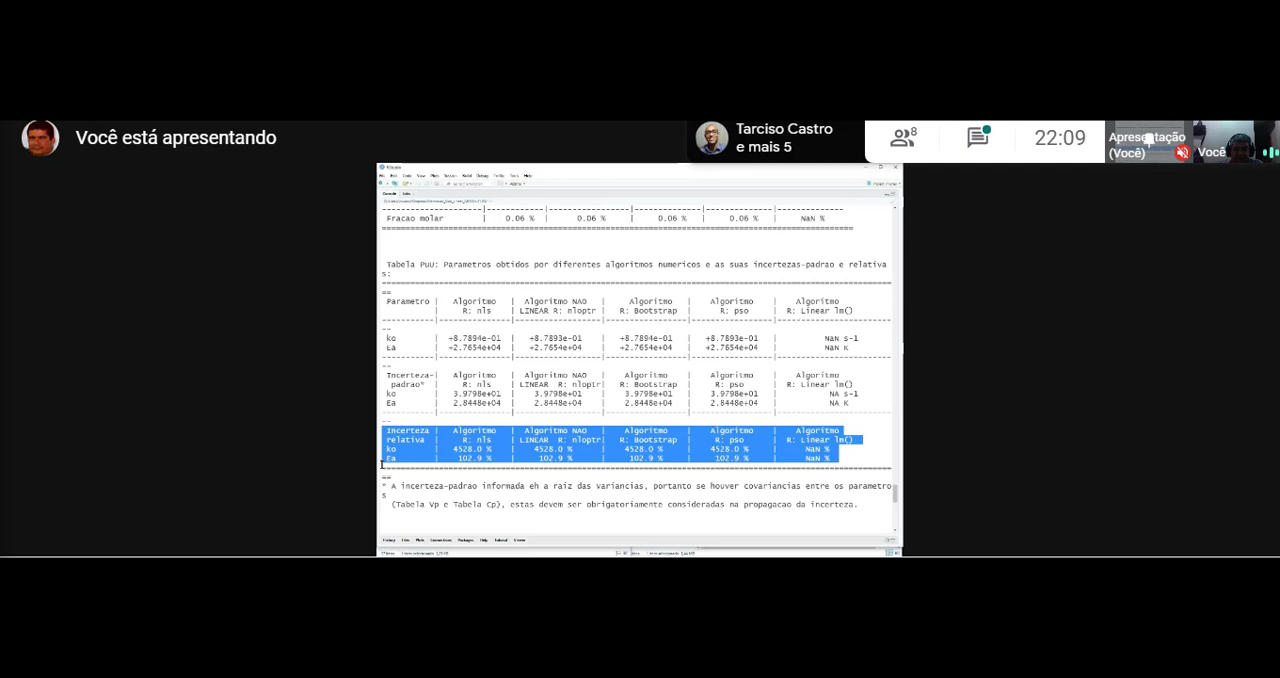 Você está apresentando
Tarciso Castro
e mais 5
8
22:09
Apresentação
(Você)
Você
Fracao molar | 0.06 % | 0.06 % | 0.06 % | 0.06 % | NaN %
Tabela PuU: Parametros obtidos por diferentes algoritmos numericos e as suas incertezas-padrao e relativa
s:
Parametro | Algoritmo | Algoritmo NAO | Algoritmo | Algoritmo | Algoritmo
| R: nls | LINEAR R: nloptr | R: Bootstrap | R: pso | R: Linear lm()
ko | +8.7894e-01 | +8.7893e-01 | +8.7894e-01 | +8.7893e-01 | NaN s-1
Ea | +2.7654e+04 | +2.7654e+04 | +2.7654e+04 | +2.7654e+04 | NaN K
Incerteza-| Algoritmo | Algoritmo NAO | Algoritmo | Algoritmo | Algoritmo
padrao* | R: nls | LINEAR R: nloptr| R: Bootstrap | R: pso | R: Linear lm()
ko | 3.9798e+01 | 3.9798e+01 | 3.9798e+01 | 3.9798e+01 | NA s-1
Ea | 2.8448e+04 | 2.8448e+04 | 2.8448e+04 | 2.8448e+04 | NA K
Incerteza | Algoritmo | Algoritmo NAO | Algoritmo | Algoritmo | Algoritmo
relativa | R: nls | LINEAR R: nloptr| R: Bootstrap | R: pso | R: Linear lm()
ko | 4528.0 % | 4528.0 % | 4528.0 % | 4528.0 % | NaN %
Ea | 102.9 % | 102.9 % | 102.9 % | 102.9 % | NaN %
* A incerteza-padrao informada eh a raiz das variancias, portanto se houver covariancias entre os parametro
s
(Tabela Vp e Tabela Cp), estas devem ser obrigatoriamente consideradas na propagacao da incerteza.